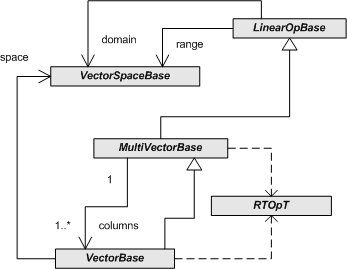 LinearOpBase
domain
range
space
VectorSpaceBase
MultiVectorBase
1
RTOpT
1..*
columns
VectorBase